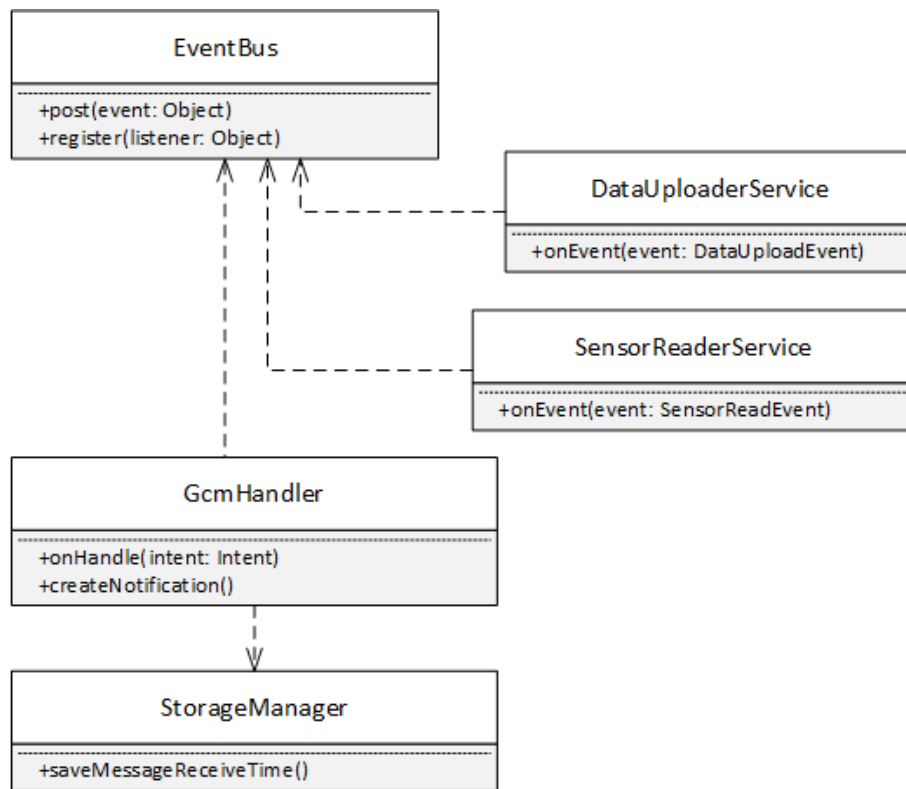 EventBus
+post(event: Object)
+register(listener: Object)
DataUploaderService
+onEvent(event: DataUploadEvent)
SensorReaderService
+onEvent(event: SensorReadEvent)
GcmHandler
+onHandle(intent: Intent)
+createNotification()
StorageManager
+saveMessageReceiveTime()